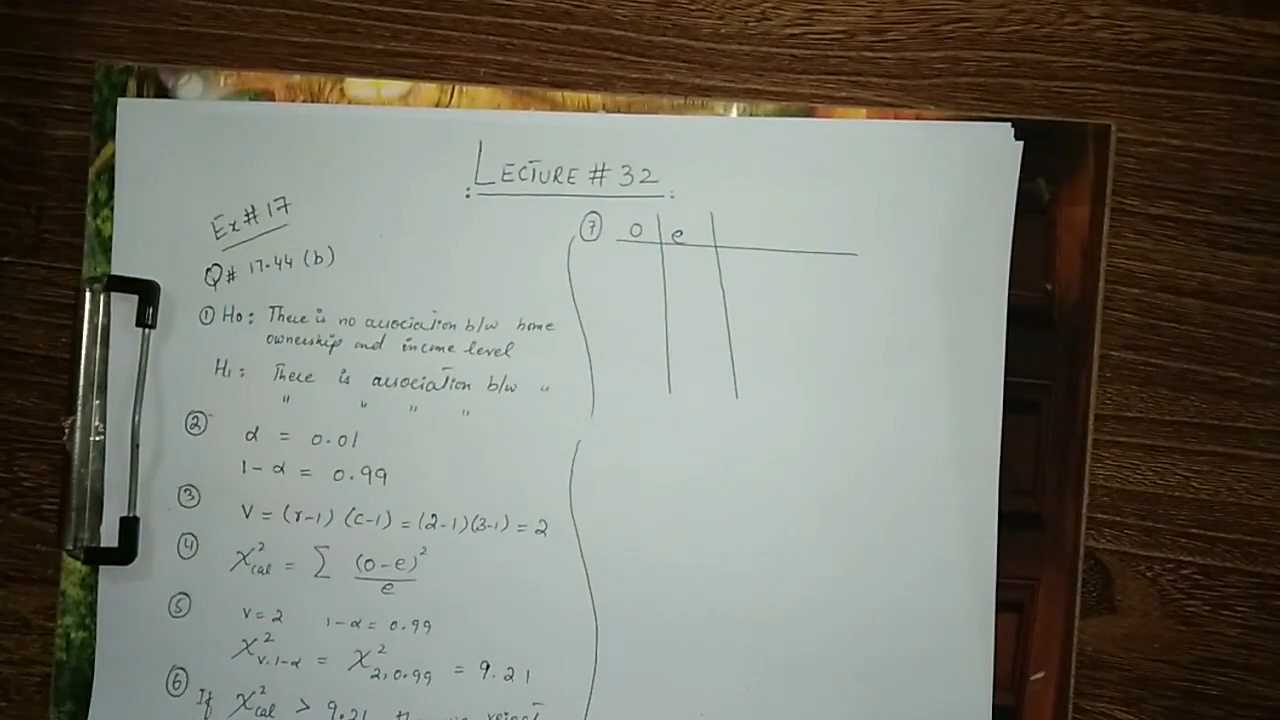 LECTURE # 32
Ex# 17
Q# 17.44 (b)
① H0: There is no association b/w home
ownership and income level
H1: There is association b/w "
" " " "
② α = 0.01
1-α = 0.99
③ v = (r-1) (c-1) = (2-1)(3-1) = 2
④ χ²cal = Σ (o-e)²/e
⑤ v=2 1-α = 0.99
χ²v,1-α = χ²2,0.99 = 9.21
⑥ If χ²cal > 9.21 reject
⑦ o e